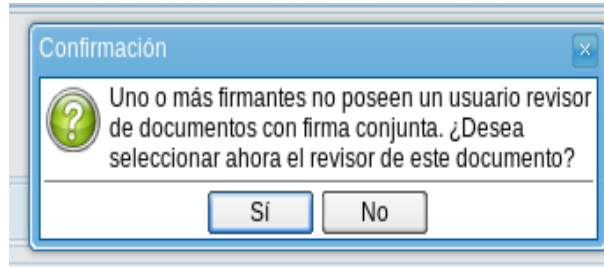 Confirmación
Uno o más firmantes no poseen un usuario revisor
de documentos con firma conjunta. ¿Desea
seleccionar ahora el revisor de este documento?
Sí
No